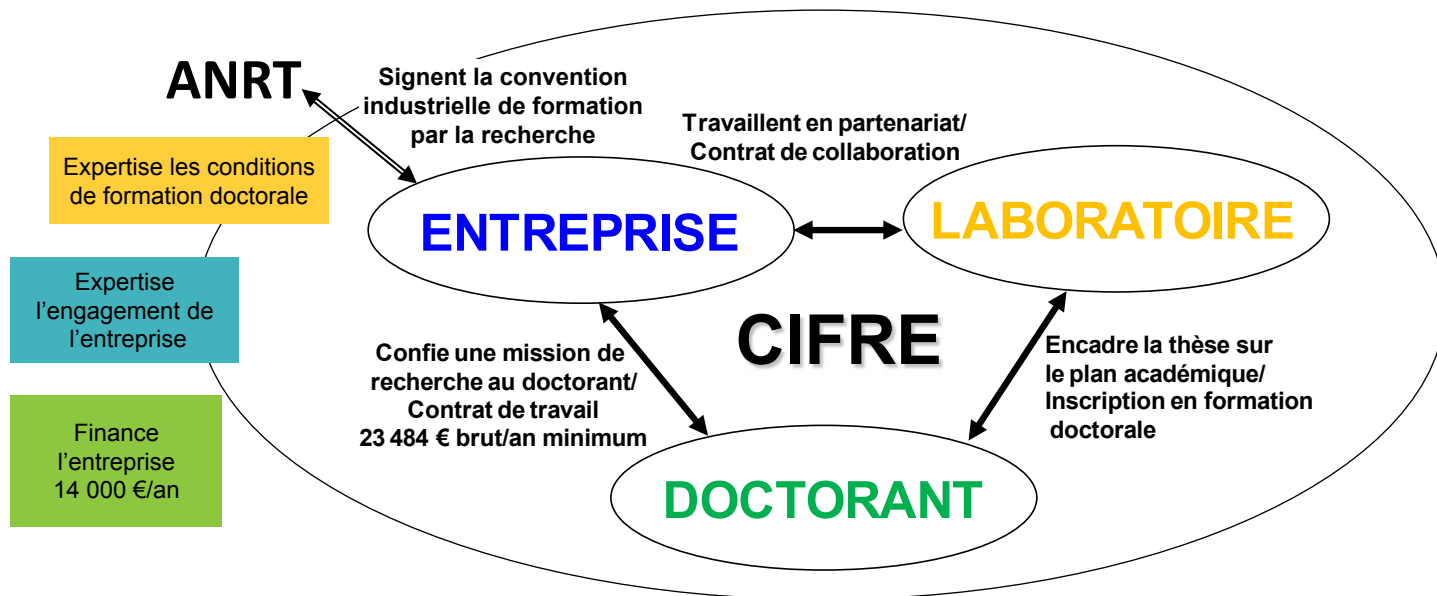 ANRT
Signent la convention
industrielle de formation
par la recherche
Travaillent en partenariat/
Contrat de collaboration
Expertise les conditions
de formation doctorale
ENTREPRISE
LABORATOIRE
Expertise
l’engagement de
l’entreprise
CIFRE
Confie une mission de
recherche au doctorant/
Contrat de travail
23 484 € brut/an minimum
Encadre la thèse sur
le plan académique/
Inscription en formation
doctorale
Finance
l’entreprise
14 000 €/an
DOCTORANT